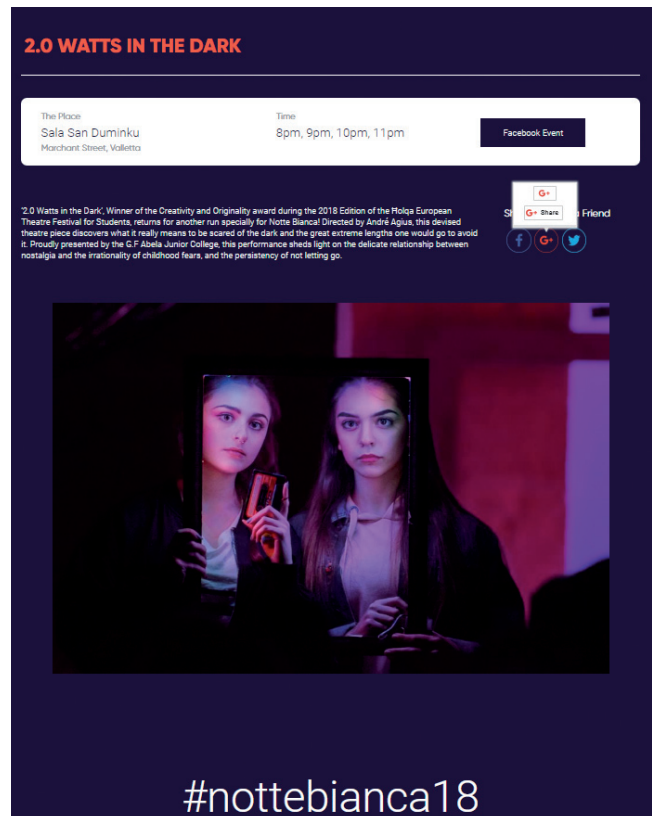 2.0 WATTS IN THE DARK
The Place
Sala San Duminku
Marchant Street, Valletta
Time
8pm, 9pm, 10pm, 11pm
Facebook Event
'2.0 Watts in the Dark', Winner of the Creativity and Originality award during the 2018 Edition of the Ħolqa European
Theatre Festival for Students, returns for another run specially for Notte Bianca! Directed by André Agius, this devised
theatre piece discovers what it really means to be scared of the dark and the great extreme lengths one would go to avoid
it. Proudly presented by the G.F Abela Junior College, this performance sheds light on the delicate relationship between
nostalgia and the irrationality of childhood fears, and the persistency of not letting go.
G+
G+ Share
Friend
f G+
#nottebianca18